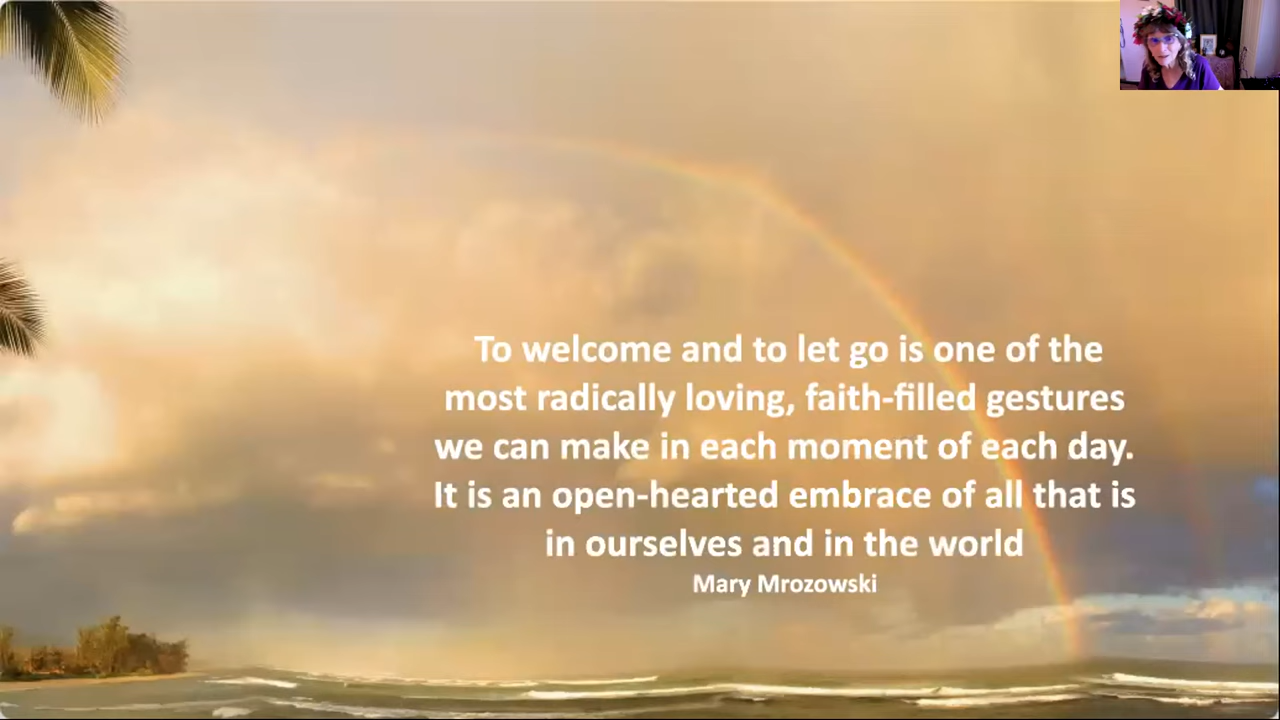 To welcome and to let go is one of the
most radically loving, faith-filled gestures
we can make in each moment of each day.
It is an open-hearted embrace of all that is
in ourselves and in the world
Mary Mrozowski